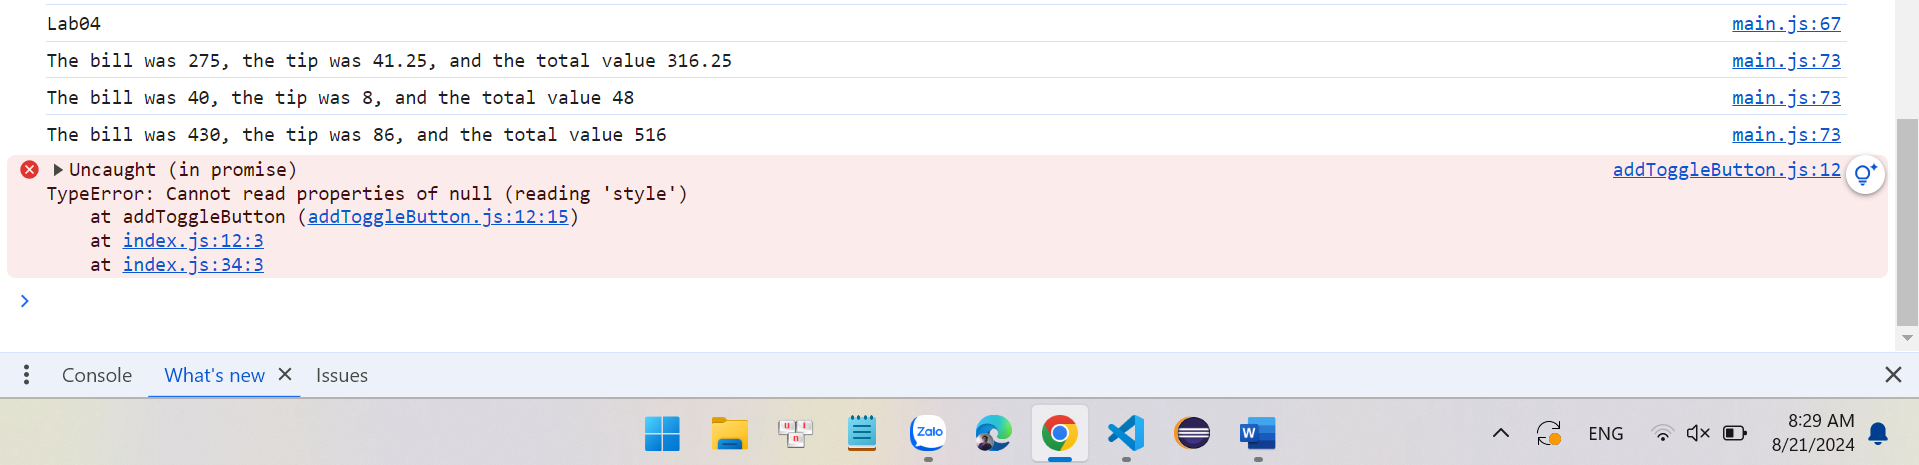 Lab04 main.js:67
The bill was 275, the tip was 41.25, and the total value 316.25 main.js:73
The bill was 40, the tip was 8, and the total value 48 main.js:73
The bill was 430, the tip was 86, and the total value 516 main.js:73
Uncaught (in promise) addToggleButton.js:12
TypeError: Cannot read properties of null (reading 'style')
at addToggleButton (addToggleButton.js:12:15)
at index.js:12:3
at index.js:34:3
Console What's new Issues
u n i Zalo W ENG 8:29 AM
8/21/2024